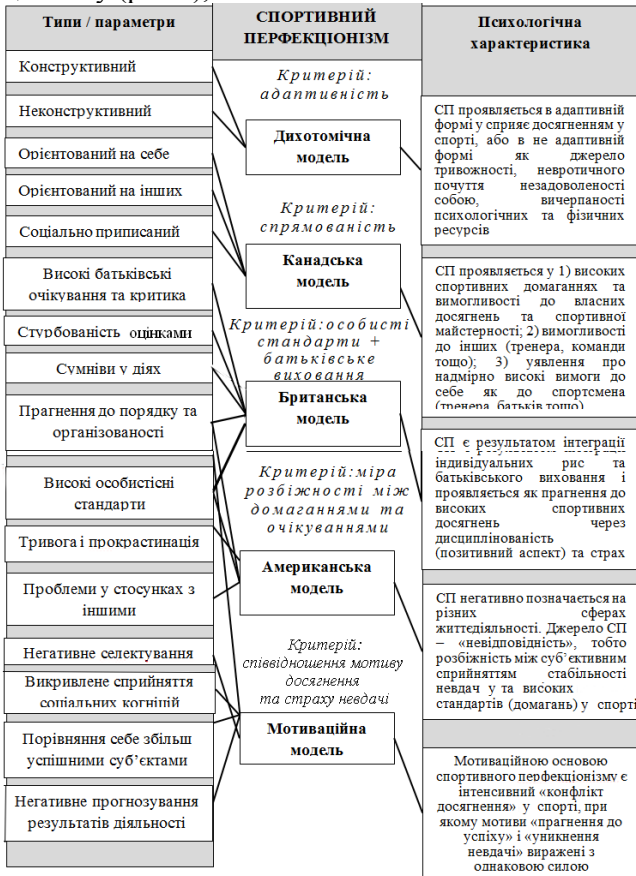 Типи / параметри
Конструктивний
Неконструктивний
Орієнтований на себе
Орієнтований на інших
Соціально приписаний
Високі батьківські
очікування та критика
Стурбованість оцінками
Сумніви у діях
Прагнення до порядку та
організованості
Високі особистісні
стандарти
Тривога і прокрастинація
Проблеми у стосунках з
іншими
Негативне селектування
Викривлене сприйняття
соціальних когніцій
Порівняння себе збільш
успішними суб’єктами
Негативне прогнозування
результатів діяльності
СПОРТИВНИЙ
ПЕРФЕКЦІОНІЗМ
Критерій:
адаптивність
Дихотомічна
модель
Критерій:
спрямованість
Канадська
модель
Критерій:особисті
стандарти +
батьківське
виховання
Британська
модель
Критерій:міра
розбіжності між
домаганнями та
очікуваннями
Американська
модель
Критерій:
співвідношення мотиву
досягнення
та страху невдачі
Мотиваційна
модель
Психологічна
характеристика
СП проявляється в адаптивній
формі у сприяє досягненням у
спорті, або в не адаптивній
формі як джерело
тривожності, невротичного
почуття незадоволеності
собою, вичерпаності
психологічних та фізичних
ресурсів
СП проявляється у 1) високих
спортивних домаганнях та
вимогливості до власних
досягнень та спортивної
майстерності; 2) вимогливості
до інших (тренера, команди
тощо); 3) уявлення про
надмірно високі вимоги до
себе як до спортсмена
(тренера, батьків тощо)
СП є результатом інтеграції
індивідуальних рис та
батьківського виховання і
проявляється як прагнення до
високих спортивних
досягнень через
дисциплінованість
(позитивний аспект) та страх
СП негативно позначається на
різних сферах
життєдіяльності. Джерело СП
– «невідповідність», тобто
розбіжність між суб’єктивним
сприйняттям стабільності
невдач у та високих
стандартів (домагань) у спорті
Мотиваційною основою
спортивного перфекціонізму є
інтенсивний «конфлікт
досягнення» у спорті, при
якому мотиви «прагнення до
успіху» і «уникнення
невдачі» виражені з
однаковою силою